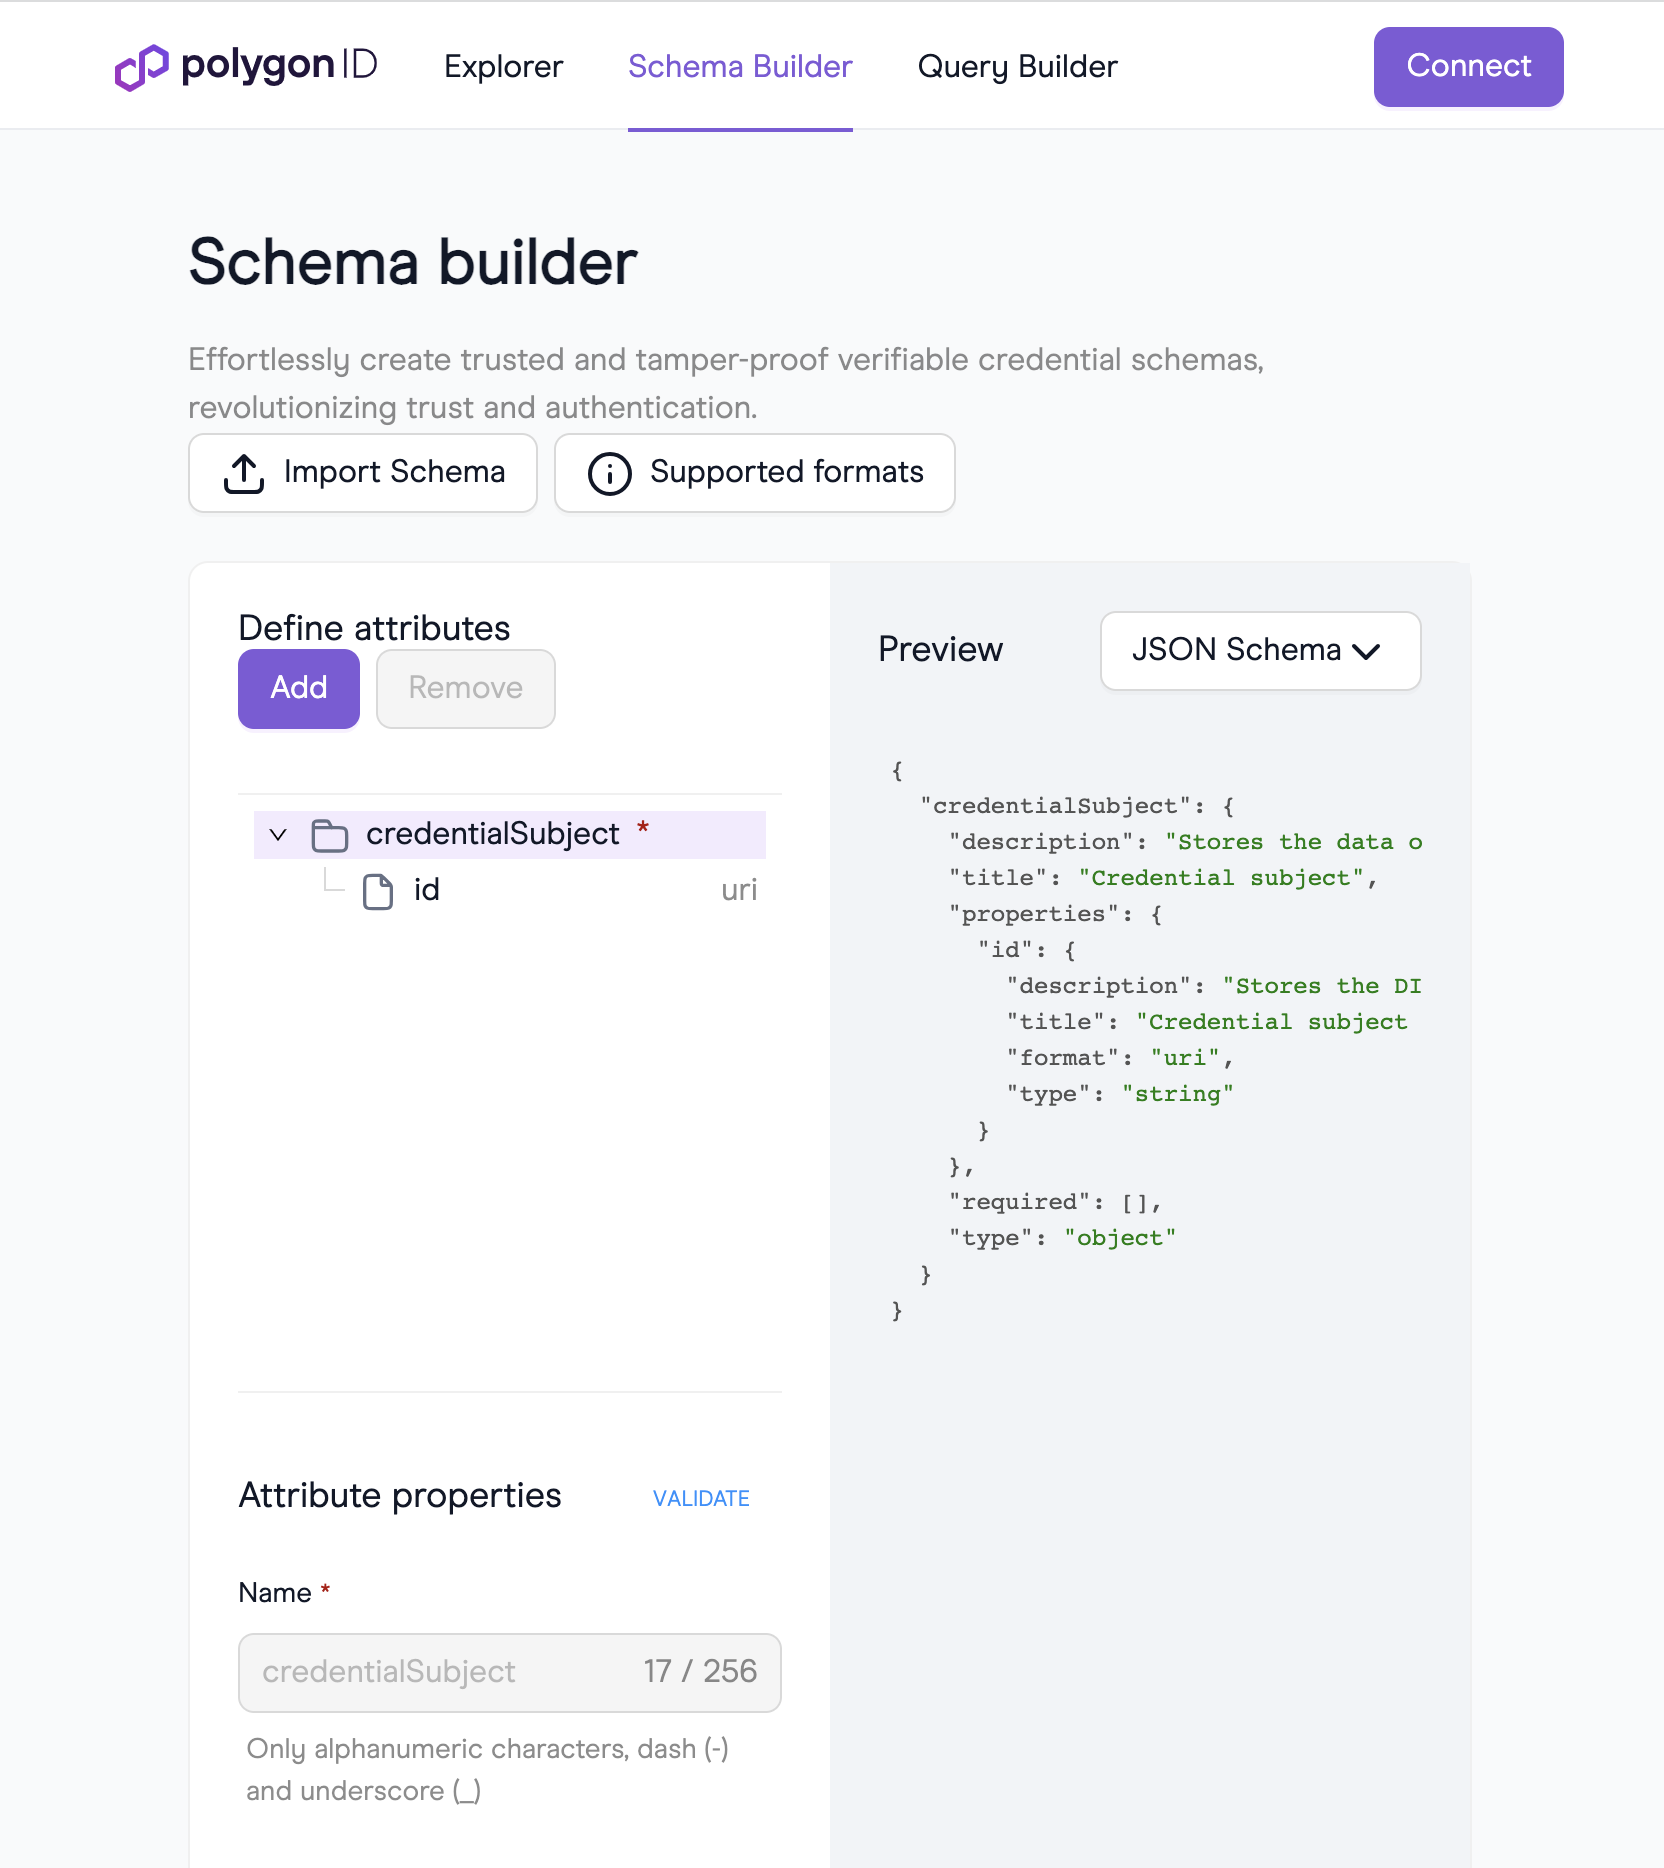 polygon ID
Explorer
Schema Builder
Query Builder
Connect
Schema builder
Effortlessly create trusted and tamper-proof verifiable credential schemas,
revolutionizing trust and authentication.
Import Schema
Supported formats
Define attributes
Add
Remove
credentialSubject *
id
uri
Attribute properties
VALIDATE
Name *
credentialSubject
17 / 256
Only alphanumeric characters, dash (-)
and underscore (_)
Preview
JSON Schema
{
  "credentialSubject": {
    "description": "Stores the data o
    "title": "Credential subject",
    "properties": {
      "id": {
        "description": "Stores the DI
        "title": "Credential subject
        "format": "uri",
        "type": "string"
      }
    },
    "required": [],
    "type": "object"
  }
}